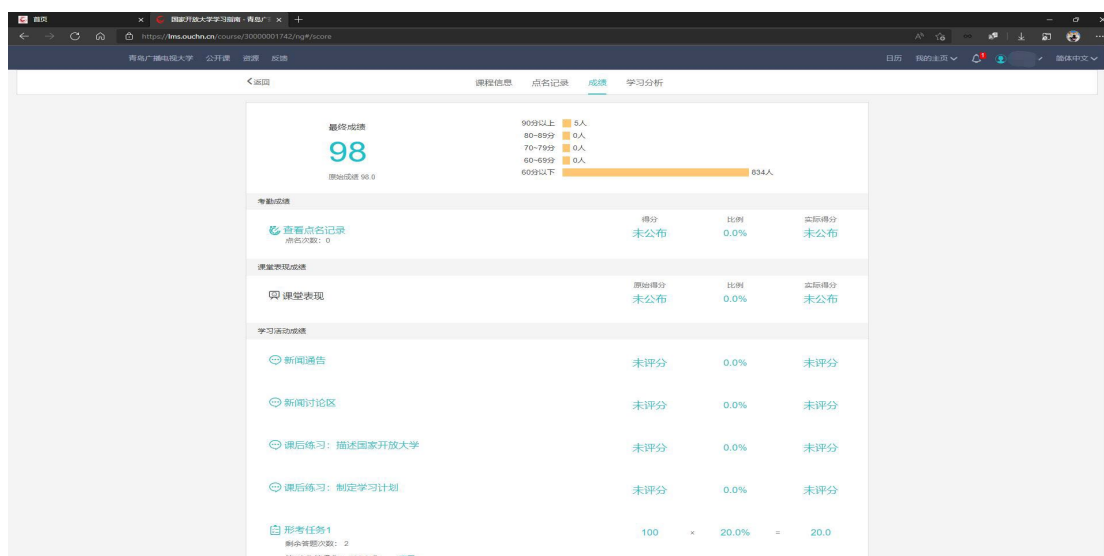 首页
国家开放大学学习指南 - 青岛广
https://lms.ouchn.cn/course/30000001742/ng#/score
青岛广播电视大学 公开课 资源 反馈
日历 我的主页 简体中文
返回 课程信息 点名记录 成绩 学习分析
最终成绩
98
原始成绩 98.0
90分以上 5人
80~89分 0人
70~79分 0人
60~69分 0人
60分以下 834人
考勤成绩
得分 比例 实际得分
查看点名记录 未公布 0.0% 未公布
点名次数: 0
课堂表现成绩
原始得分 比例 实际得分
课堂表现 未公布 0.0% 未公布
学习活动成绩
新闻通告 未评分 0.0% 未评分
新闻讨论区 未评分 0.0% 未评分
课后练习：描述国家开放大学 未评分 0.0% 未评分
课后练习：制定学习计划 未评分 0.0% 未评分
形考任务1 100 × 20.0% = 20.0
剩余答题次数: 2